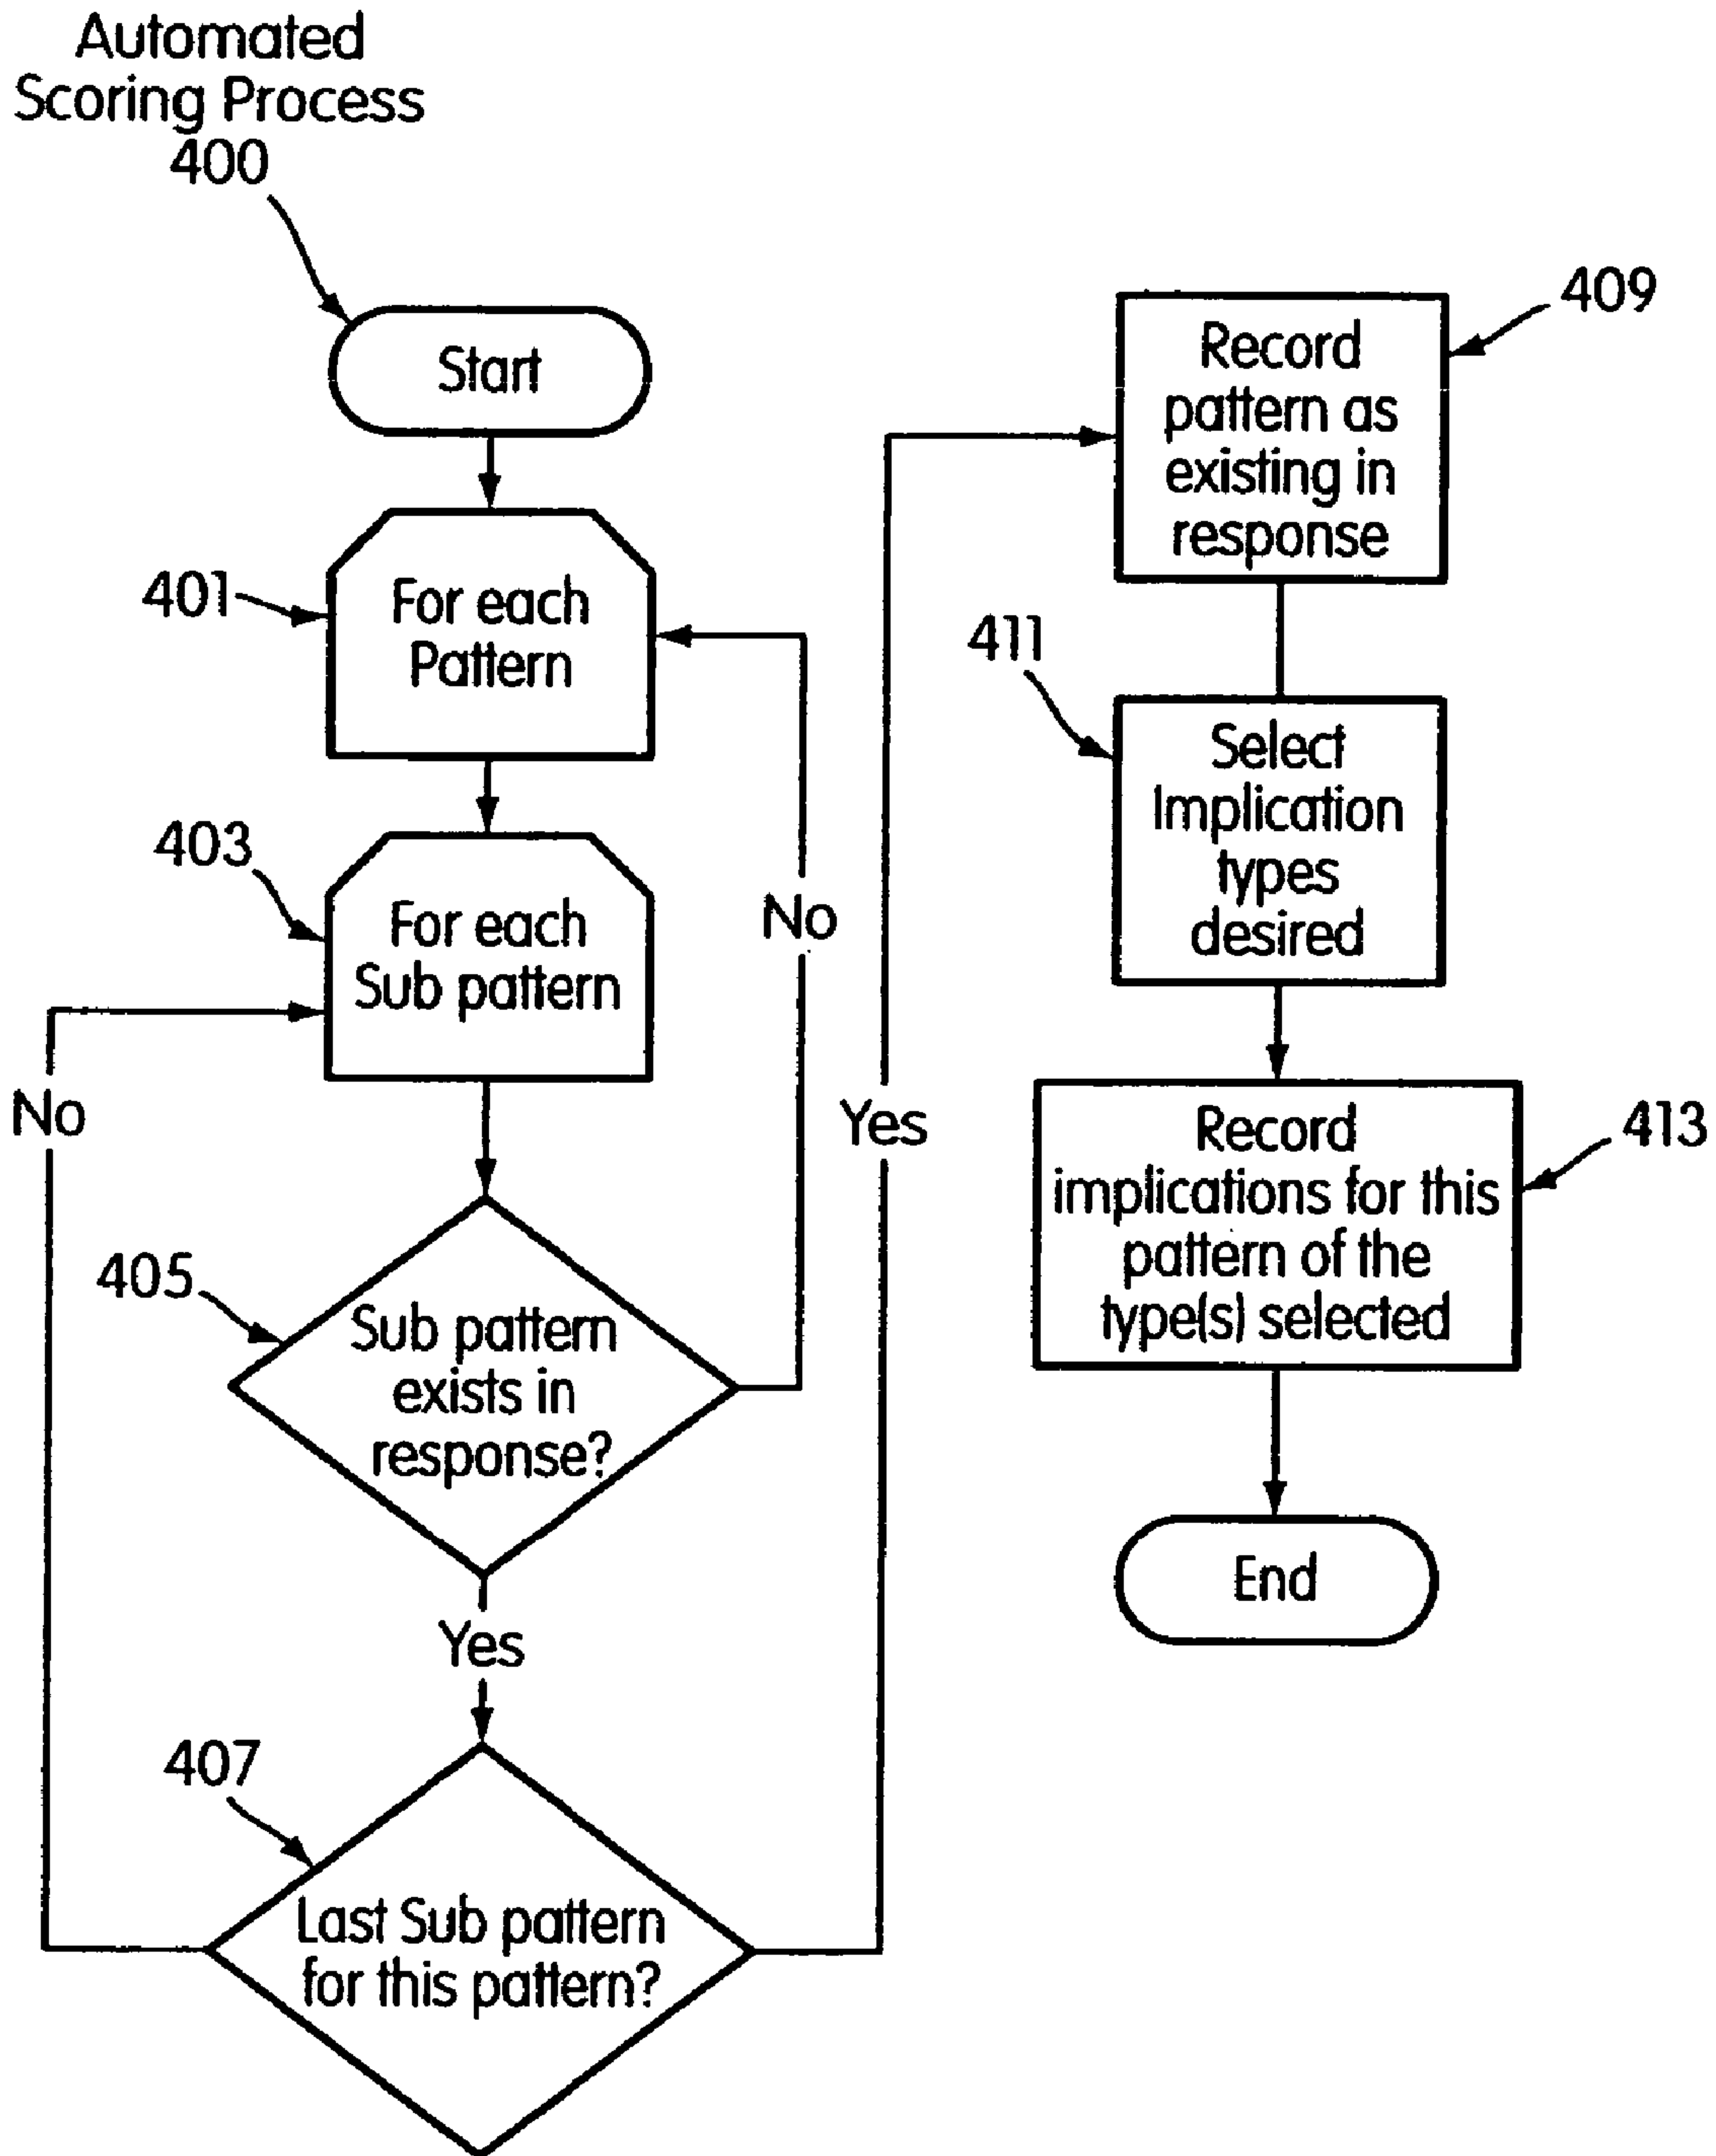 Automated
Scoring Process
400
Start
401
For each
Pattern
403
For each
Sub pattern
No
No
405
Sub pattern
exists in
response?
Yes
407
Last Sub pattern
for this pattern?
Yes
409
Record
pattern as
existing in
response
411
Select
Implication
types
desired
413
Record
implications for this
pattern of the
type(s) selected
End